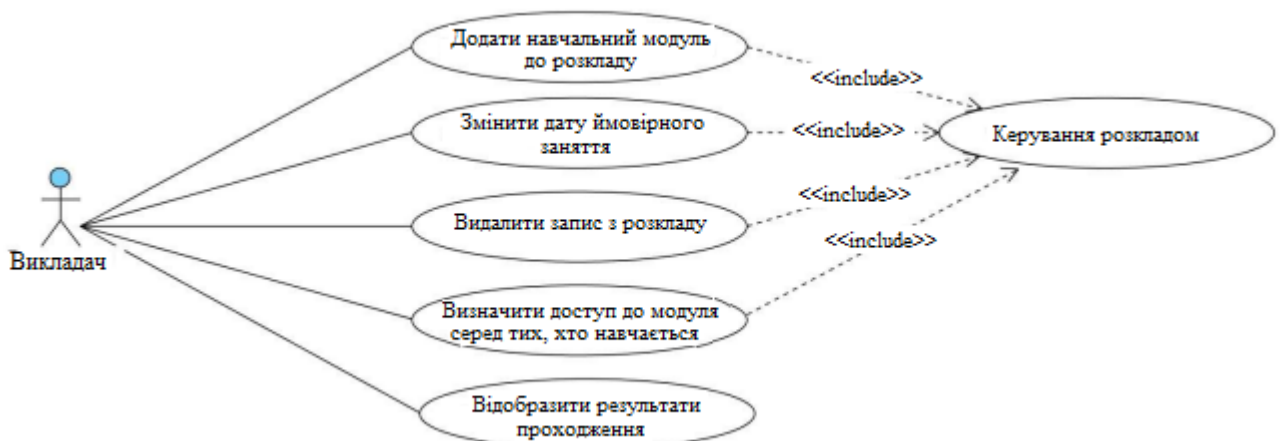 Додати навчальний модуль
до розкладу
<<include>>
Змінити дату ймовірного
заняття
<<include>>
Керування розкладом
Видалити запис з розкладу
<<include>>
<<include>>
Викладач
Визначити доступ до модуля
серед тих, хто навчається
Відобразити результати
проходження